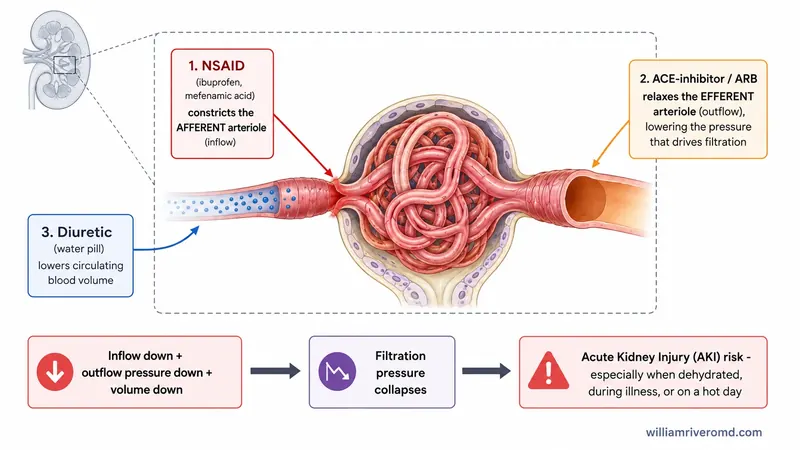 1. NSAID
(ibuprofen,
mefenamic acid)
constricts the
AFFERENT arteriole
(inflow)
2. ACE-inhibitor / ARB
relaxes the EFFERENT
arteriole (outflow),
lowering the pressure
that drives filtration
3. Diuretic
(water pill)
lowers circulating
blood volume
Inflow down +
outflow pressure down +
volume down
Filtration
pressure
collapses
Acute Kidney Injury (AKI) risk -
especially when dehydrated,
during illness, or on a hot day
williamriveromd.com